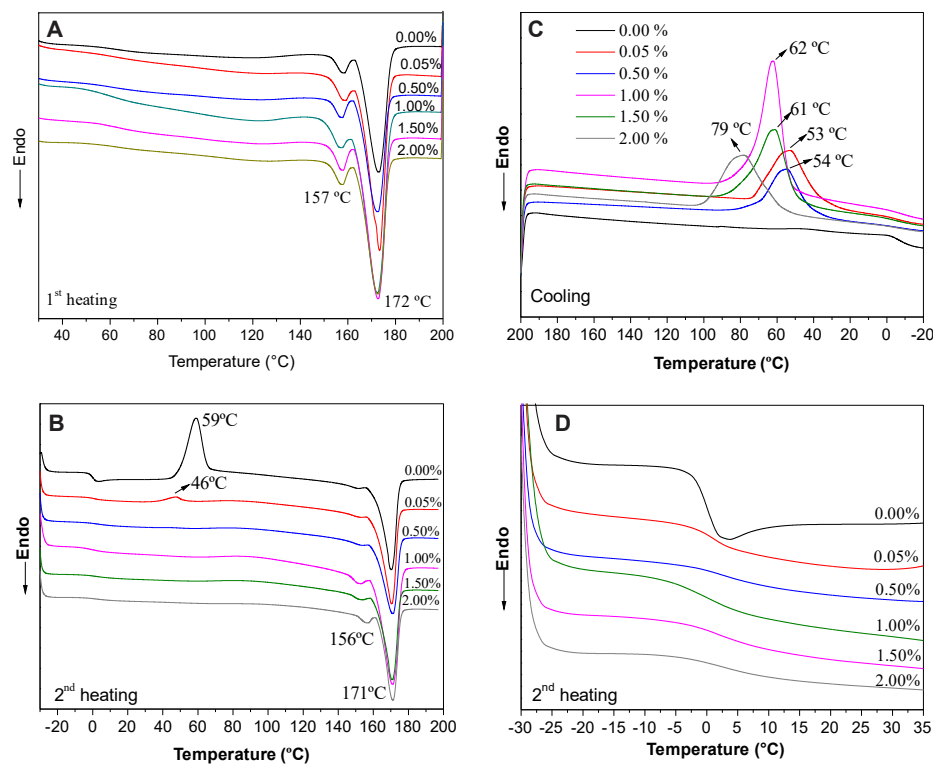 A
0.00%
0.05%
0.50%
1.00%
1.50%
2.00%
157 ºC
172 ºC
1st heating
Endo
40 60 80 100 120 140 160 180 200
Temperature (°C)
C
0.00 %
0.05 %
0.50 %
1.00 %
1.50 %
2.00 %
62 ºC
61 ºC
79 ºC
53 ºC
54 ºC
Endo
Cooling
200 180 160 140 120 100 80 60 40 20 0 -20
Temperature (°C)
B
59ºC
46ºC
0.00%
0.05%
0.50%
1.00%
1.50%
2.00%
156ºC
171ºC
2nd heating
Endo
-20 0 20 40 60 80 100 120 140 160 180 200
Temperature (°C)
D
0.00%
0.05%
0.50%
1.00%
1.50%
2.00%
Endo
2nd heating
-30 -25 -20 -15 -10 -5 0 5 10 15 20 25 30 35
Temperature (°C)